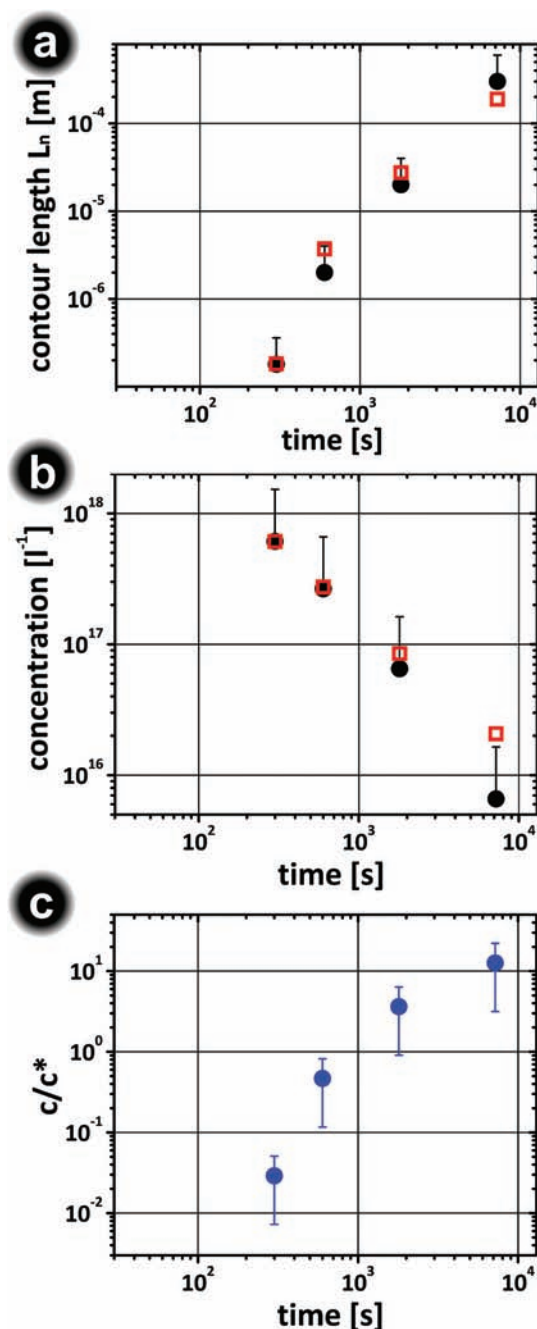 a
contour length Lₙ [m]
10⁻⁴
10⁻⁵
10⁻⁶
10² 10³ 10⁴
time [s]
b
concentration [l⁻¹]
10¹⁸
10¹⁷
10¹⁶
10² 10³ 10⁴
time [s]
c
c/c*
10¹
10⁰
10⁻¹
10⁻²
10² 10³ 10⁴
time [s]